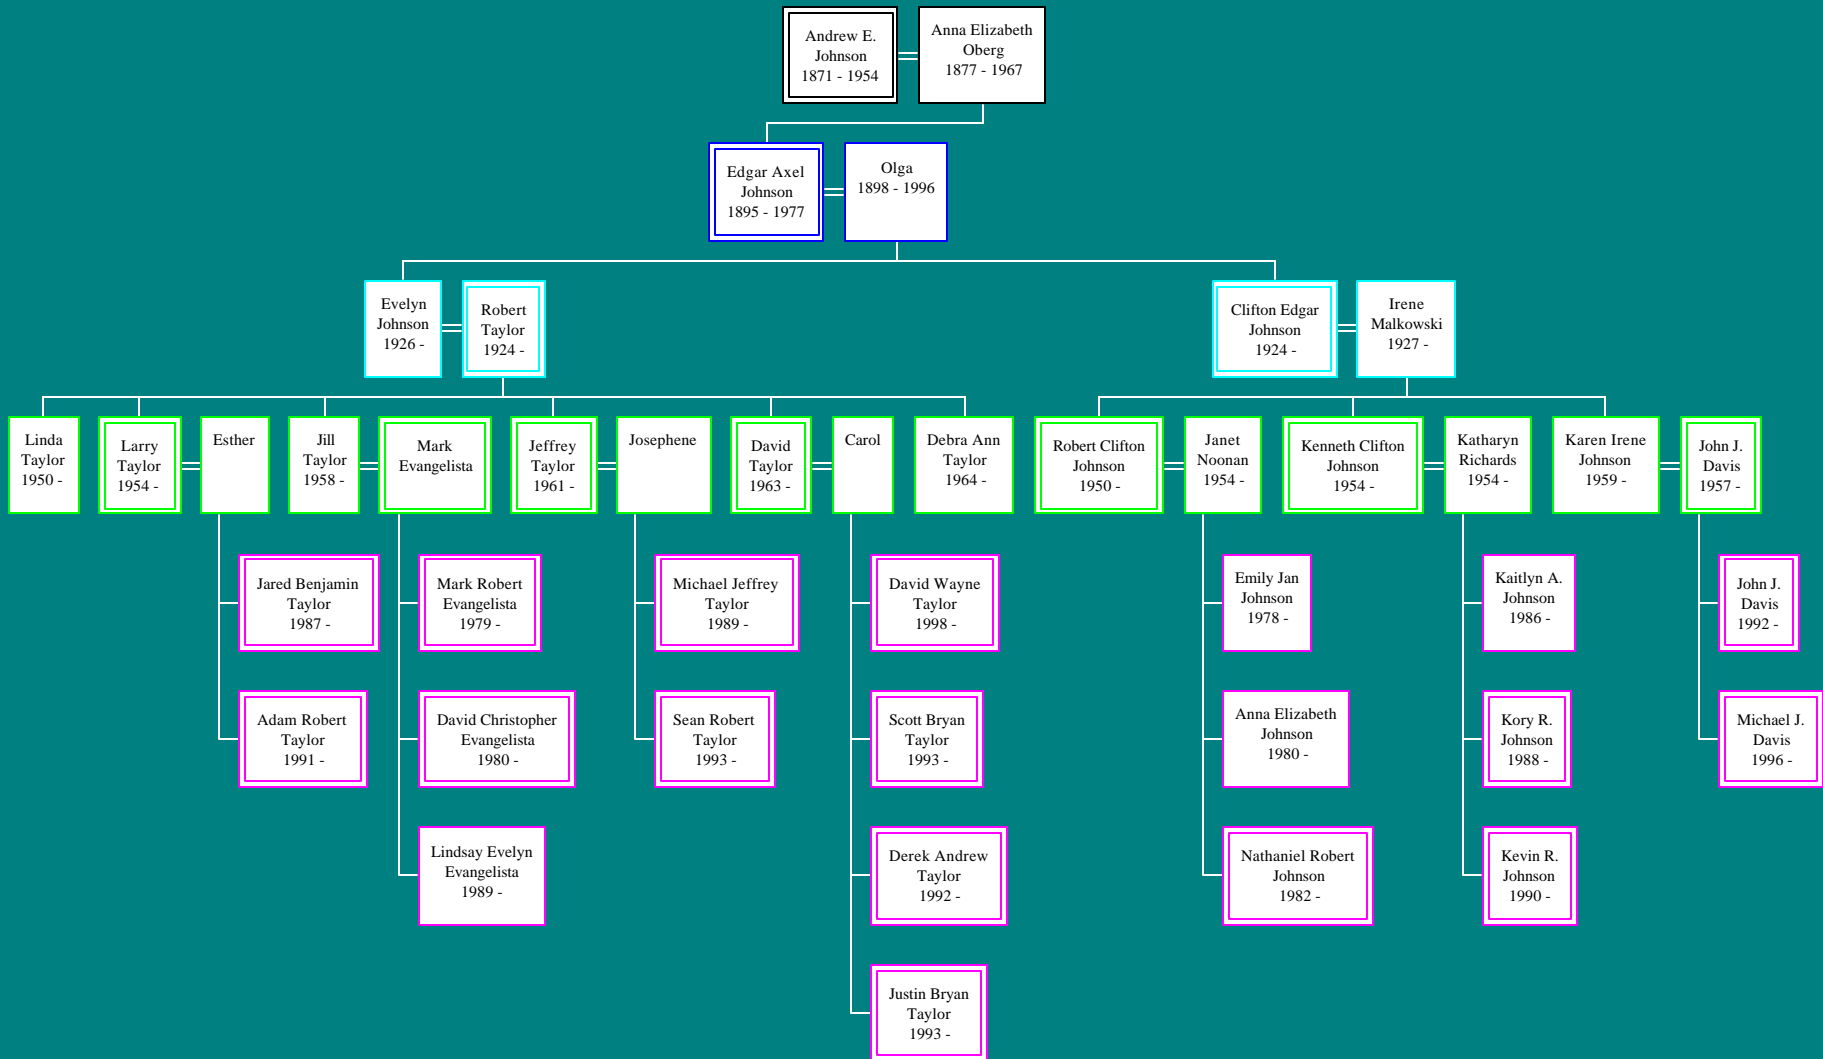 Andrew E.
Johnson
1871 - 1954
Anna Elizabeth
Oberg
1877 - 1967
Edgar Axel
Johnson
1895 - 1977
Olga
1898 - 1996
Evelyn
Johnson
1926 -
Robert
Taylor
1924 -
Clifton Edgar
Johnson
1924 -
Irene
Malkowski
1927 -
Linda
Taylor
1950 -
Larry
Taylor
1954 -
Esther
Jill
Taylor
1958 -
Mark
Evangelista
Jeffrey
Taylor
1961 -
Josephene
David
Taylor
1963 -
Carol
Debra Ann
Taylor
1964 -
Robert Clifton
Johnson
1950 -
Janet
Noonan
1954 -
Kenneth Clifton
Johnson
1954 -
Katharyn
Richards
1954 -
Karen Irene
Johnson
1959 -
John J.
Davis
1957 -
Jared Benjamin
Taylor
1987 -
Mark Robert
Evangelista
1979 -
Michael Jeffrey
Taylor
1989 -
David Wayne
Taylor
1998 -
Emily Jan
Johnson
1978 -
Kaitlyn A.
Johnson
1986 -
John J.
Davis
1992 -
Adam Robert
Taylor
1991 -
David Christopher
Evangelista
1980 -
Sean Robert
Taylor
1993 -
Scott Bryan
Taylor
1993 -
Anna Elizabeth
Johnson
1980 -
Kory R.
Johnson
1988 -
Michael J.
Davis
1996 -
Lindsay Evelyn
Evangelista
1989 -
Derek Andrew
Taylor
1992 -
Nathaniel Robert
Johnson
1982 -
Kevin R.
Johnson
1990 -
Justin Bryan
Taylor
1993 -